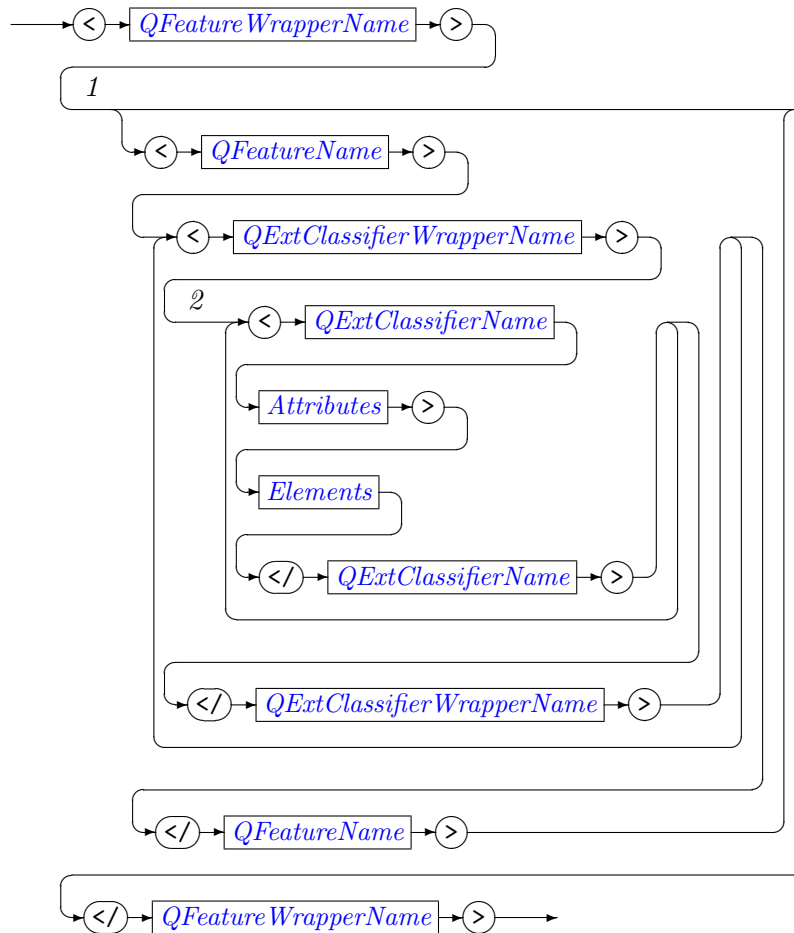 < QFeatureWrapperName >
1
< QFeatureName >
< QExtClassifierWrapperName >
2
< QExtClassifierName
Attributes >
Elements
</ QExtClassifierName >
</ QExtClassifierWrapperName >
</ QFeatureName >
</ QFeatureWrapperName >